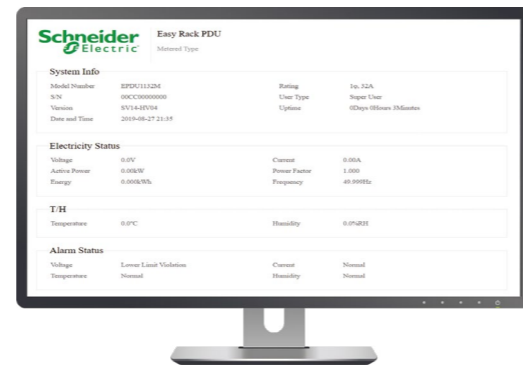 Schneider Electric
Easy Rack PDU
Metered Type
System Info
Model Number EPDU1132M Rating 1φ, 32A
S/N 00CC00000000 User Type Super User
Version SV14-HV04 Uptime 0Days 0Hours 3Minutes
Date and Time 2019-08-27 21:35
Electricity Status
Voltage 0.0V Current 0.00A
Active Power 0.00kW Power Factor 1.000
Energy 0.000kWh Frequency 49.999Hz
T/H
Temperature 0.0°C Humidity 0.0%RH
Alarm Status
Voltage Lower Limit Violation Current Normal
Temperature Normal Humidity Normal